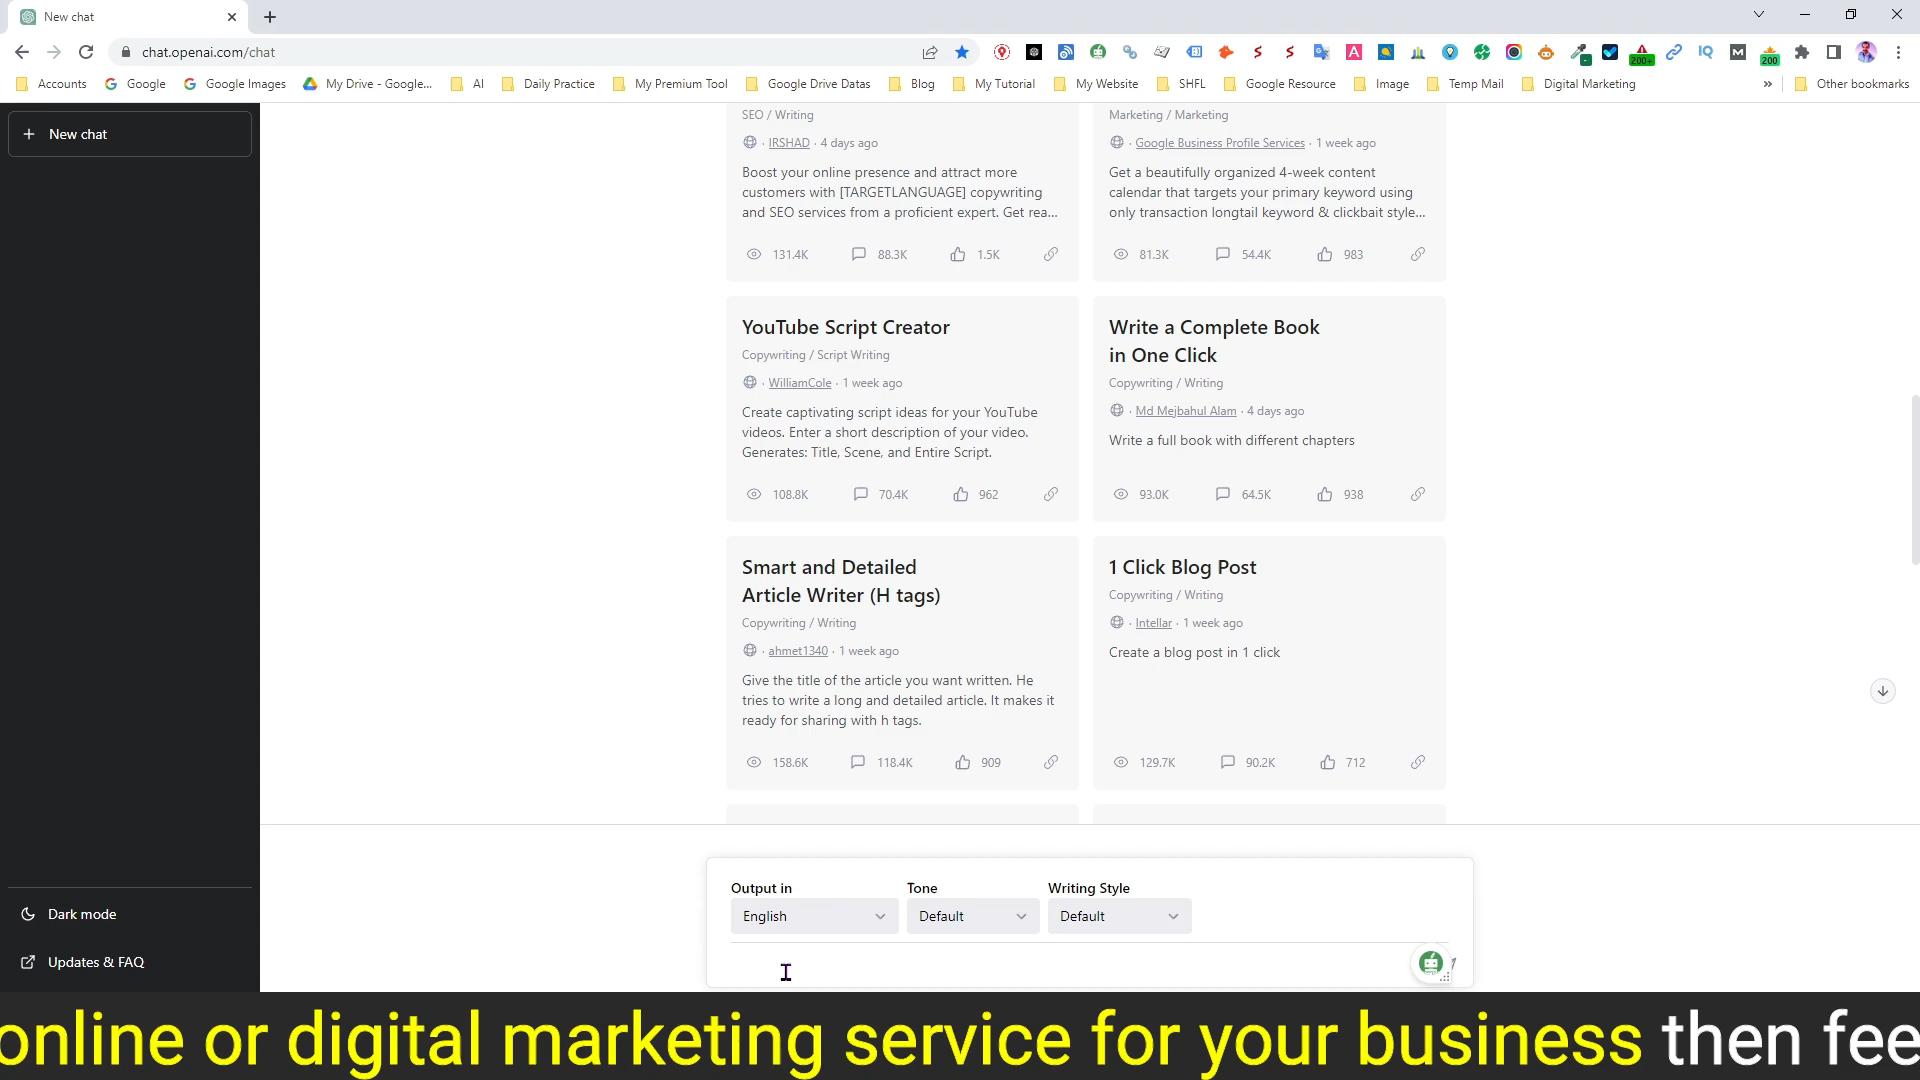 New chat
chat.openai.com/chat
200+
200
Accounts
Google
Google Images
My Drive - Google...
AI
Daily Practice
My Premium Tool
Google Drive Datas
Blog
My Tutorial
My Website
SHFL
Google Resource
Image
Temp Mail
Digital Marketing
»
Other bookmarks
+ New chat
SEO / Writing
· IRSHAD · 4 days ago
Boost your online presence and attract more
customers with [TARGETLANGUAGE] copywriting
and SEO services from a proficient expert. Get rea...
131.4K
88.3K
1.5K
Marketing / Marketing
· Google Business Profile Services · 1 week ago
Get a beautifully organized 4-week content
calendar that targets your primary keyword using
only transaction longtail keyword & clickbait style...
81.3K
54.4K
983
YouTube Script Creator
Copywriting / Script Writing
· WilliamCole · 1 week ago
Create captivating script ideas for your YouTube
videos. Enter a short description of your video.
Generates: Title, Scene, and Entire Script.
108.8K
70.4K
962
Write a Complete Book
in One Click
Copywriting / Writing
· Md Mejbahul Alam · 4 days ago
Write a full book with different chapters
93.0K
64.5K
938
Smart and Detailed
Article Writer (H tags)
Copywriting / Writing
· ahmet1340 · 1 week ago
Give the title of the article you want written. He
tries to write a long and detailed article. It makes it
ready for sharing with h tags.
158.6K
118.4K
909
1 Click Blog Post
Copywriting / Writing
· Intellar · 1 week ago
Create a blog post in 1 click
129.7K
90.2K
712
Output in
Tone
Writing Style
English
Default
Default
Dark mode
Updates & FAQ
online or digital marketing service for your business then fee